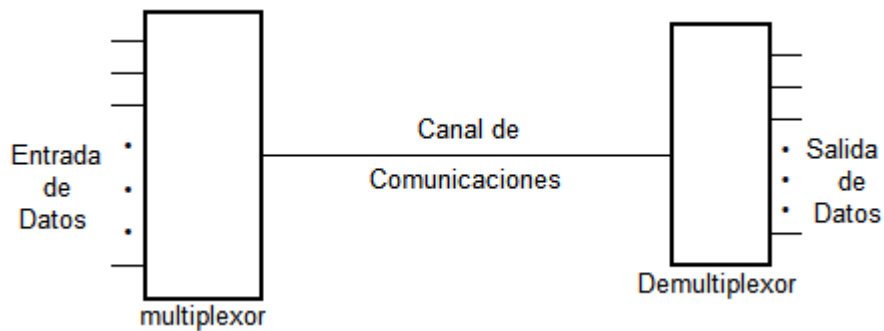 Entrada
de
Datos
multiplexor
Canal de
Comunicaciones
Demultiplexor
Salida
de
Datos